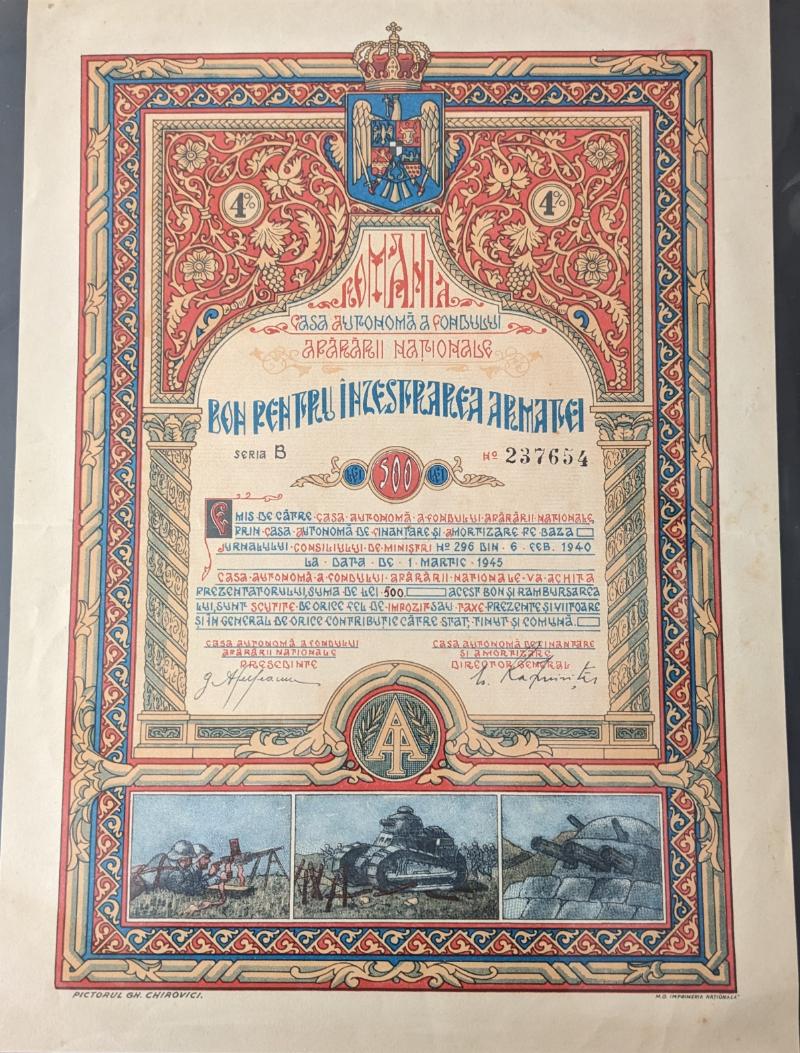 4%
4%
ROMÂNIA
CASA AUTONOMĂ A FONDULUI
APĂRĂRII NAȚIONALE
BON PENTRU ÎNZESTRAREA ARMATEI
SERIA B
No 237654
LEI 500 LEI
EMIS DE CĂTRE CASA AUTONOMĂ A FONDULUI APĂRĂRII NAȚIONALE,
PRIN CASA AUTONOMĂ DE FINANȚARE ȘI AMORTIZARE PE BAZA
JURNALULUI CONSILIULUI DE MINIȘTRI No 296 DIN 6 FEB. 1940
LA DATA DE 1 MARTIE 1945
CASA AUTONOMĂ A FONDULUI APĂRĂRII NAȚIONALE VA ACHITA
PREZENTATORULUI, SUMA DE LEI 500. ACEST BON ȘI RAMBURSAREA
LUI, SUNT SCUTITE DE ORICE FEL DE IMPOZIT SAU TAXE PREZENTE ȘI VIITOARE
ȘI ÎN GENERAL DE ORICE CONTRIBUȚIE CĂTRE STAT, ȚINUT ȘI COMUNĂ.
CASA AUTONOMĂ A FONDULUI
APĂRĂRII NAȚIONALE
PREȘEDINTE
CASA AUTONOMĂ DE FINANȚARE
ȘI AMORTIZARE
DIRECTOR GENERAL
PICTORUL GH. CHIROVICI.
M.O. IMPRIMERIA NAȚIONALĂ